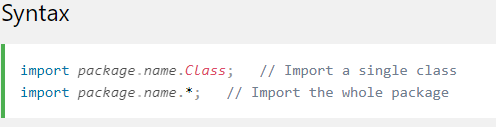 Syntax
import package.name.Class;   // Import a single class
import package.name.*;   // Import the whole package